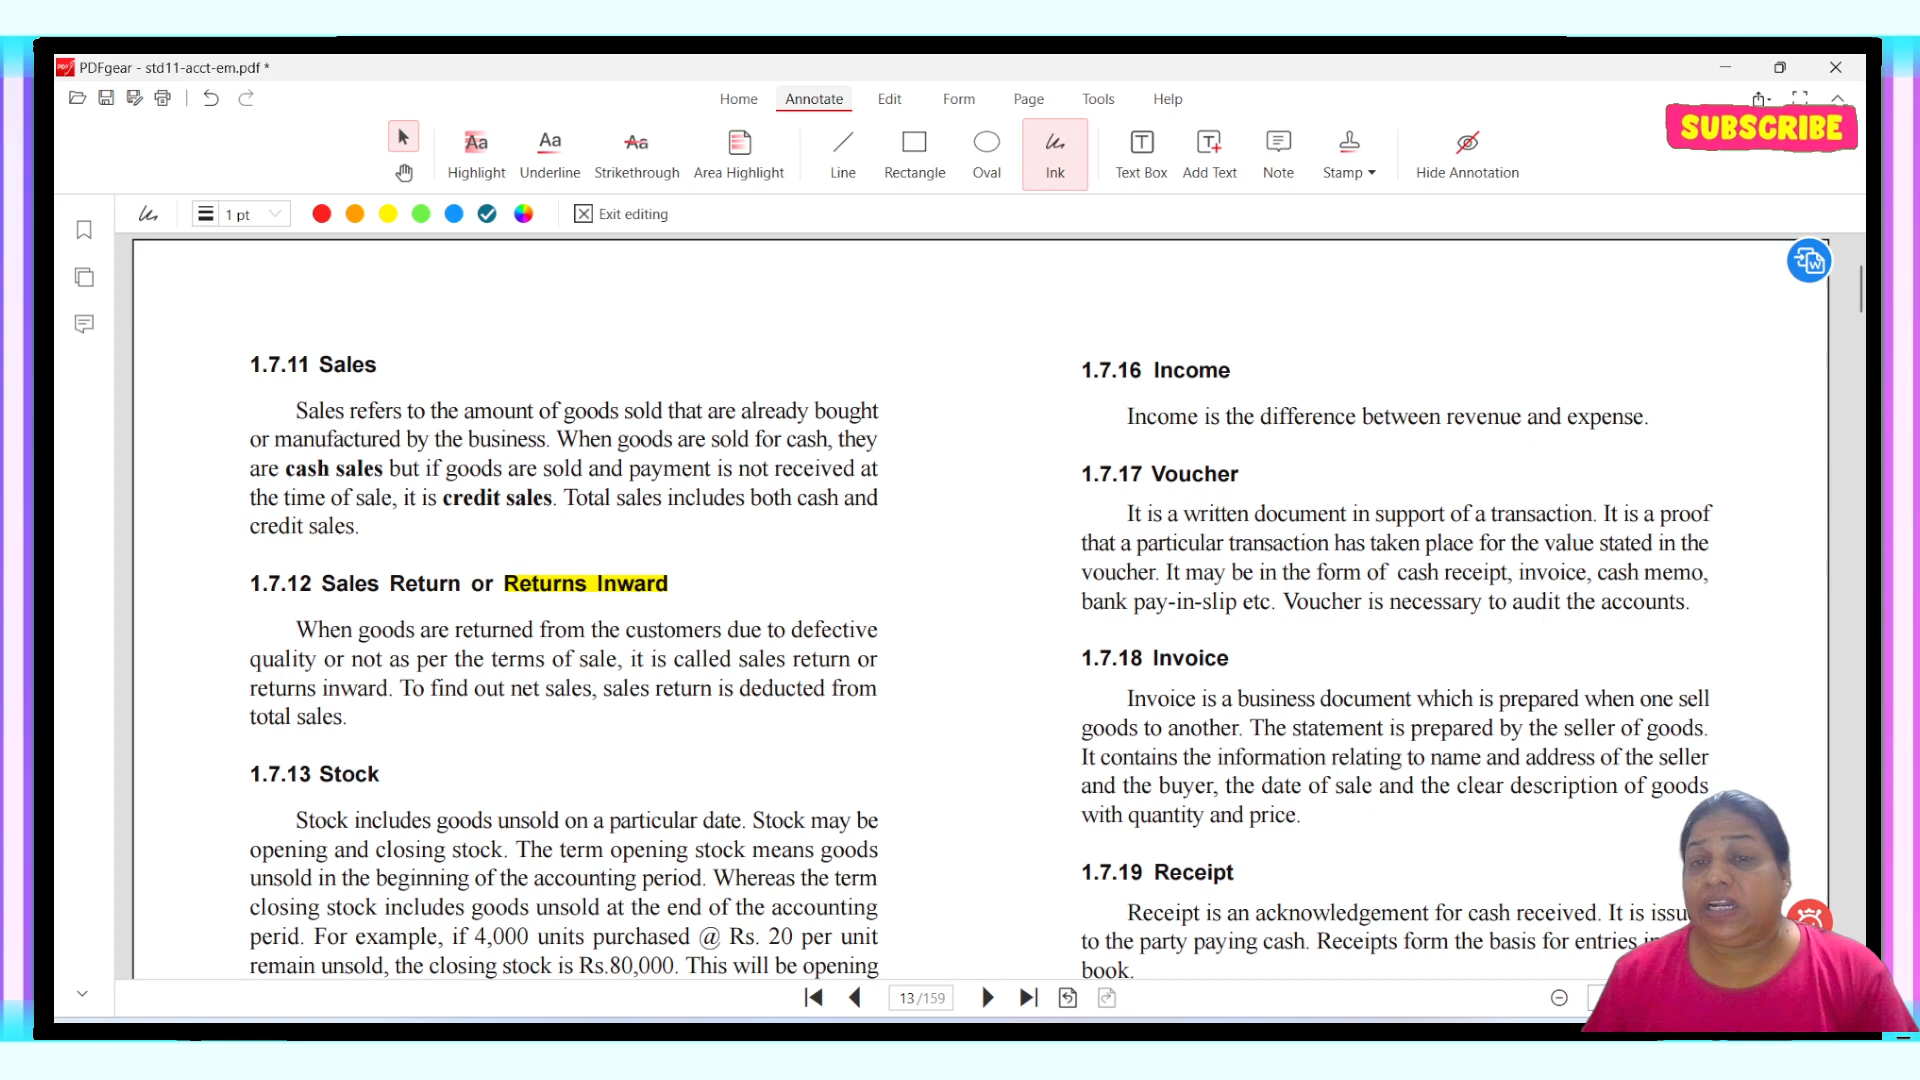 PDFgear - std11-acct-em.pdf *
Home Annotate Edit Form Page Tools Help
SUBSCRIBE
Highlight Underline Strikethrough Area Highlight Line Rectangle Oval Ink Text Box Add Text Note Stamp Hide Annotation
1 pt Exit editing
1.7.11 Sales
Sales refers to the amount of goods sold that are already bought
or manufactured by the business. When goods are sold for cash, they
are cash sales but if goods are sold and payment is not received at
the time of sale, it is credit sales. Total sales includes both cash and
credit sales.
1.7.12 Sales Return or Returns Inward
When goods are returned from the customers due to defective
quality or not as per the terms of sale, it is called sales return or
returns inward. To find out net sales, sales return is deducted from
total sales.
1.7.13 Stock
Stock includes goods unsold on a particular date. Stock may be
opening and closing stock. The term opening stock means goods
unsold in the beginning of the accounting period. Whereas the term
closing stock includes goods unsold at the end of the accounting
perid. For example, if 4,000 units purchased @ Rs. 20 per unit
remain unsold, the closing stock is Rs.80,000. This will be opening
1.7.16 Income
Income is the difference between revenue and expense.
1.7.17 Voucher
It is a written document in support of a transaction. It is a proof
that a particular transaction has taken place for the value stated in the
voucher. It may be in the form of cash receipt, invoice, cash memo,
bank pay-in-slip etc. Voucher is necessary to audit the accounts.
1.7.18 Invoice
Invoice is a business document which is prepared when one sell
goods to another. The statement is prepared by the seller of goods.
It contains the information relating to name and address of the seller
and the buyer, the date of sale and the clear description of goods
with quantity and price.
1.7.19 Receipt
Receipt is an acknowledgement for cash received. It is
to the party paying cash. Receipts form the basis for entries
book.
13 /159